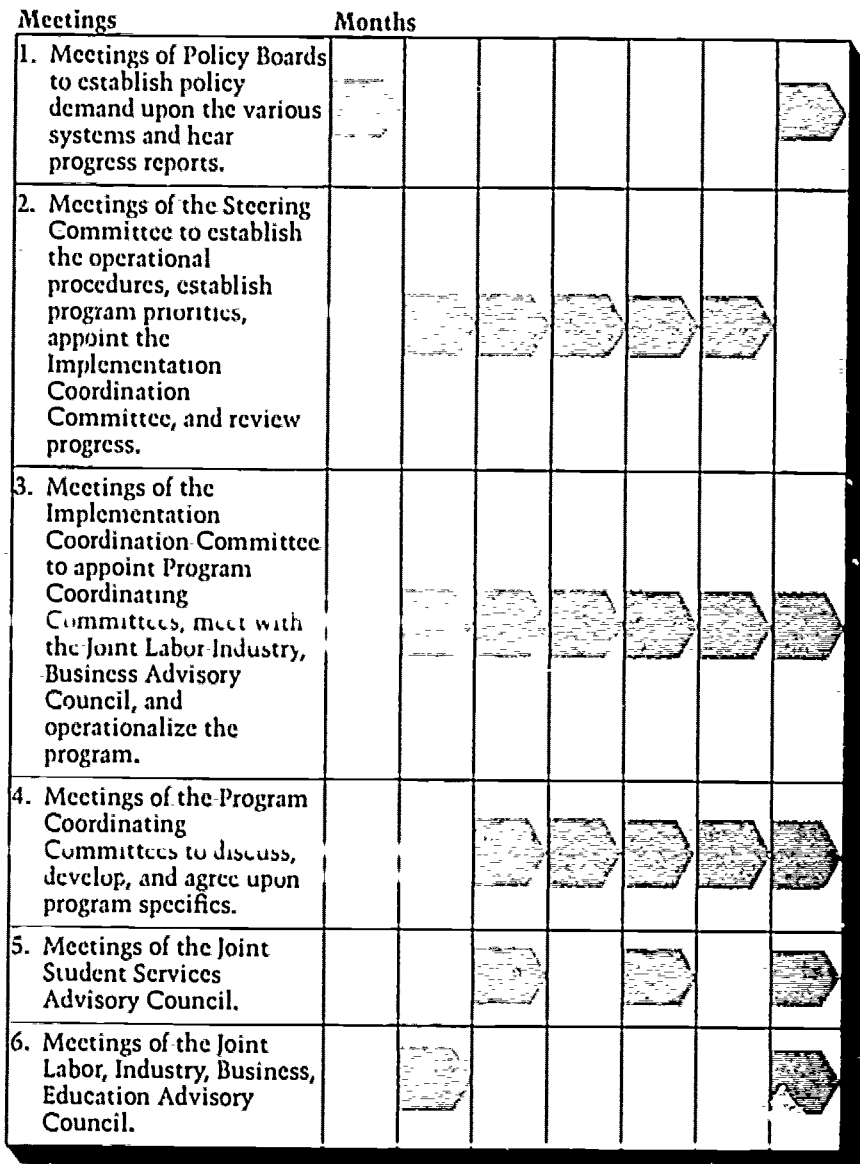 Meetings Months
1. Meetings of Policy Boards
to establish policy
demand upon the various
systems and hear
progress reports.
2. Meetings of the Steering
Committee to establish
the operational
procedures, establish
program priorities,
appoint the
Implementation
Coordination
Committee, and review
progress.
3. Meetings of the
Implementation
Coordination Committee
to appoint Program
Coordinating
Committees, meet with
the Joint Labor Industry,
Business Advisory
Council, and
operationalize the
program.
4. Meetings of the Program
Coordinating
Committees to discuss,
develop, and agree upon
program specifics.
5. Meetings of the Joint
Student Services
Advisory Council.
6. Meetings of the Joint
Labor, Industry, Business,
Education Advisory
Council.